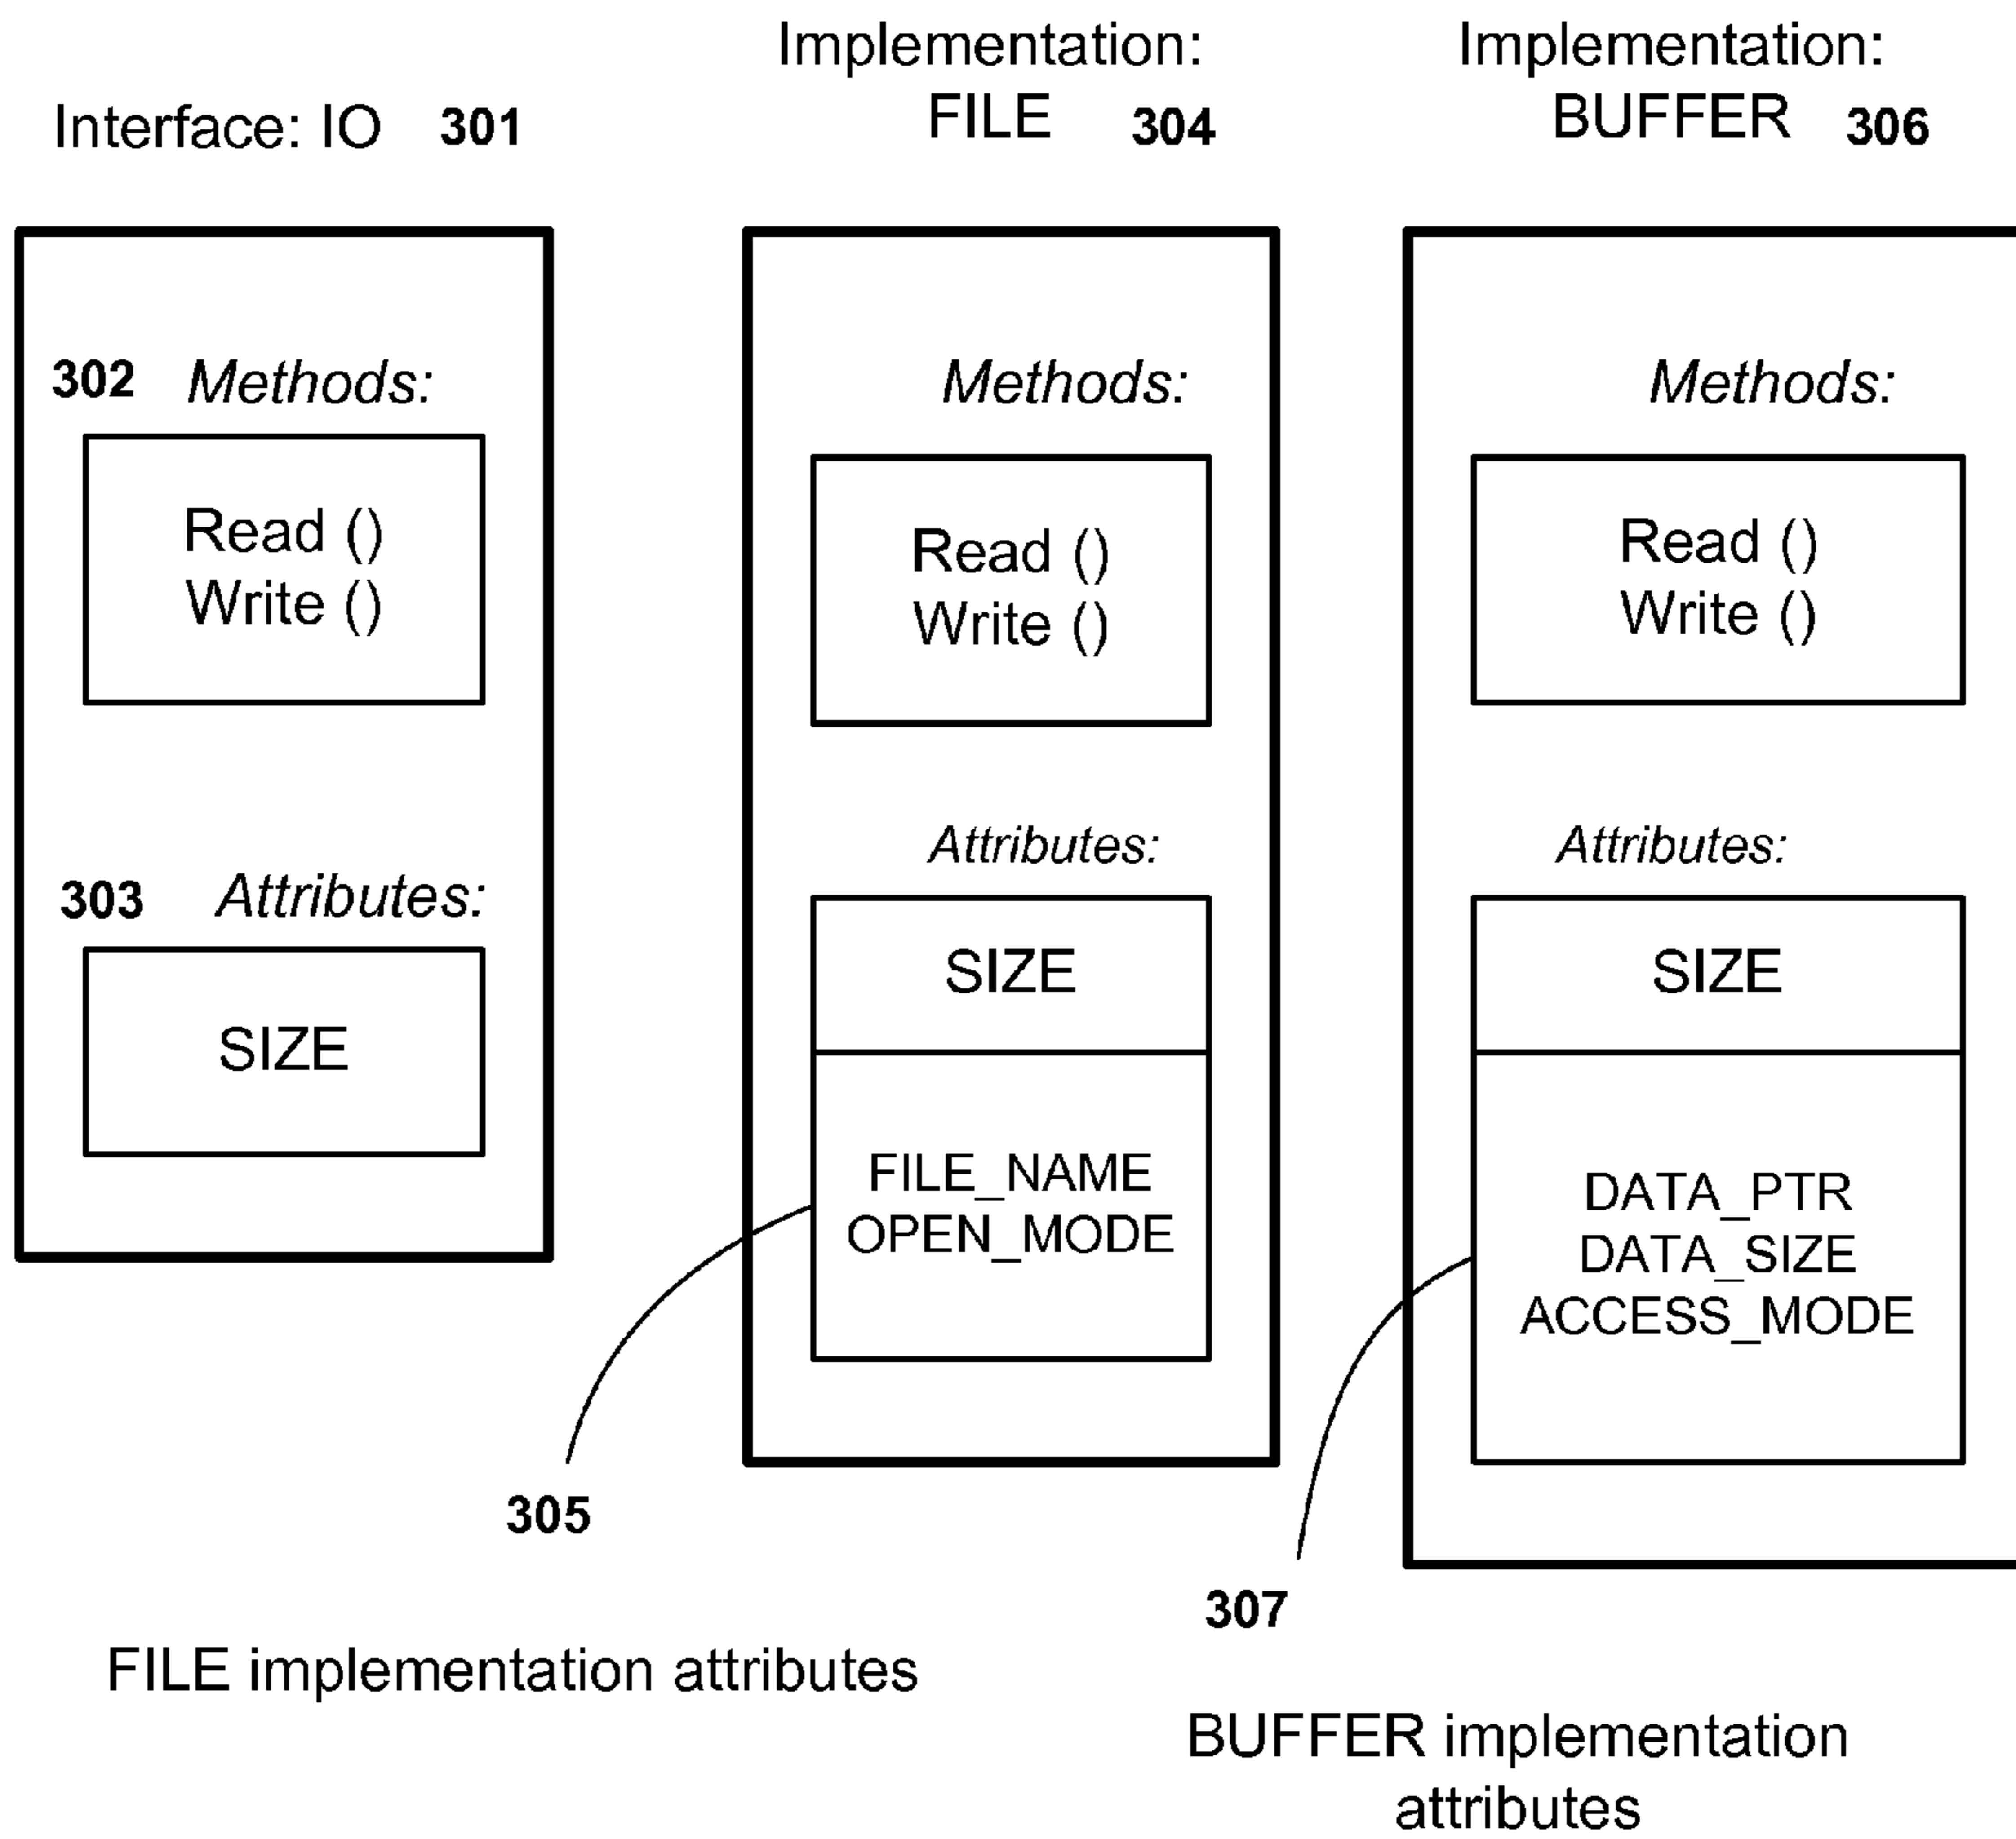 Interface: IO 301
302 Methods:
Read ()
Write ()
303 Attributes:
SIZE
Implementation:
FILE 304
Methods:
Read ()
Write ()
Attributes:
SIZE
FILE_NAME
OPEN_MODE
305
FILE implementation attributes
Implementation:
BUFFER 306
Methods:
Read ()
Write ()
Attributes:
SIZE
DATA_PTR
DATA_SIZE
ACCESS_MODE
307
BUFFER implementation
attributes